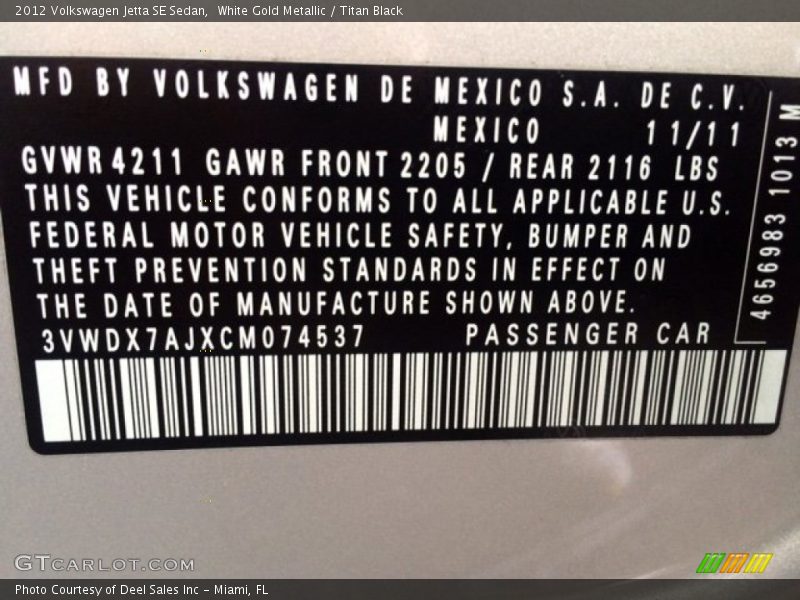 2012 Volkswagen Jetta SE Sedan,  White Gold Metallic / Titan Black
MFD BY VOLKSWAGEN DE MEXICO S.A. DE C.V.
MEXICO 11/11
GVWR 4211 GAWR FRONT 2205 / REAR 2116 LBS
THIS VEHICLE CONFORMS TO ALL APPLICABLE U.S.
FEDERAL MOTOR VEHICLE SAFETY, BUMPER AND
THEFT PREVENTION STANDARDS IN EFFECT ON
THE DATE OF MANUFACTURE SHOWN ABOVE.
3VWDX7AJXCM074537 PASSENGER CAR
4656983 1013 M
GTCARLOT.COM
Photo Courtesy of Deel Sales Inc – Miami, FL